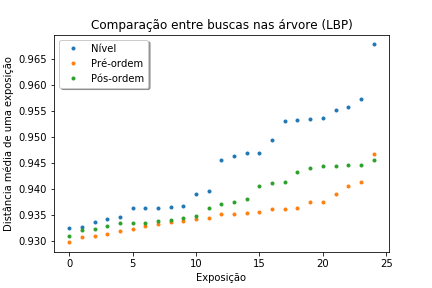 Comparação entre buscas nas árvore (LBP)
Distância média de uma exposição
0.965
0.960
0.955
0.950
0.945
0.940
0.935
0.930
Nível
Pré-ordem
Pós-ordem
0 5 10 15 20 25
Exposição